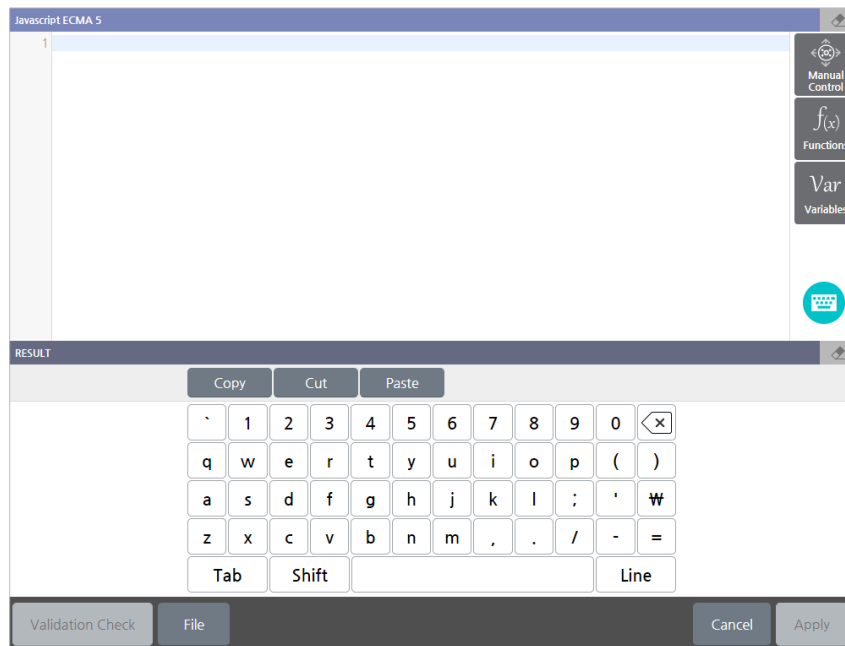 Javascript ECMA 5
1
Manual
Control
f(x)
Functions
Var
Variables
RESULT
Copy Cut Paste
` 1 2 3 4 5 6 7 8 9 0
q w e r t y u i o p ( )
a s d f g h j k l ; ' ₩
z x c v b n m , . / - =
Tab Shift Line
Validation Check File Cancel Apply